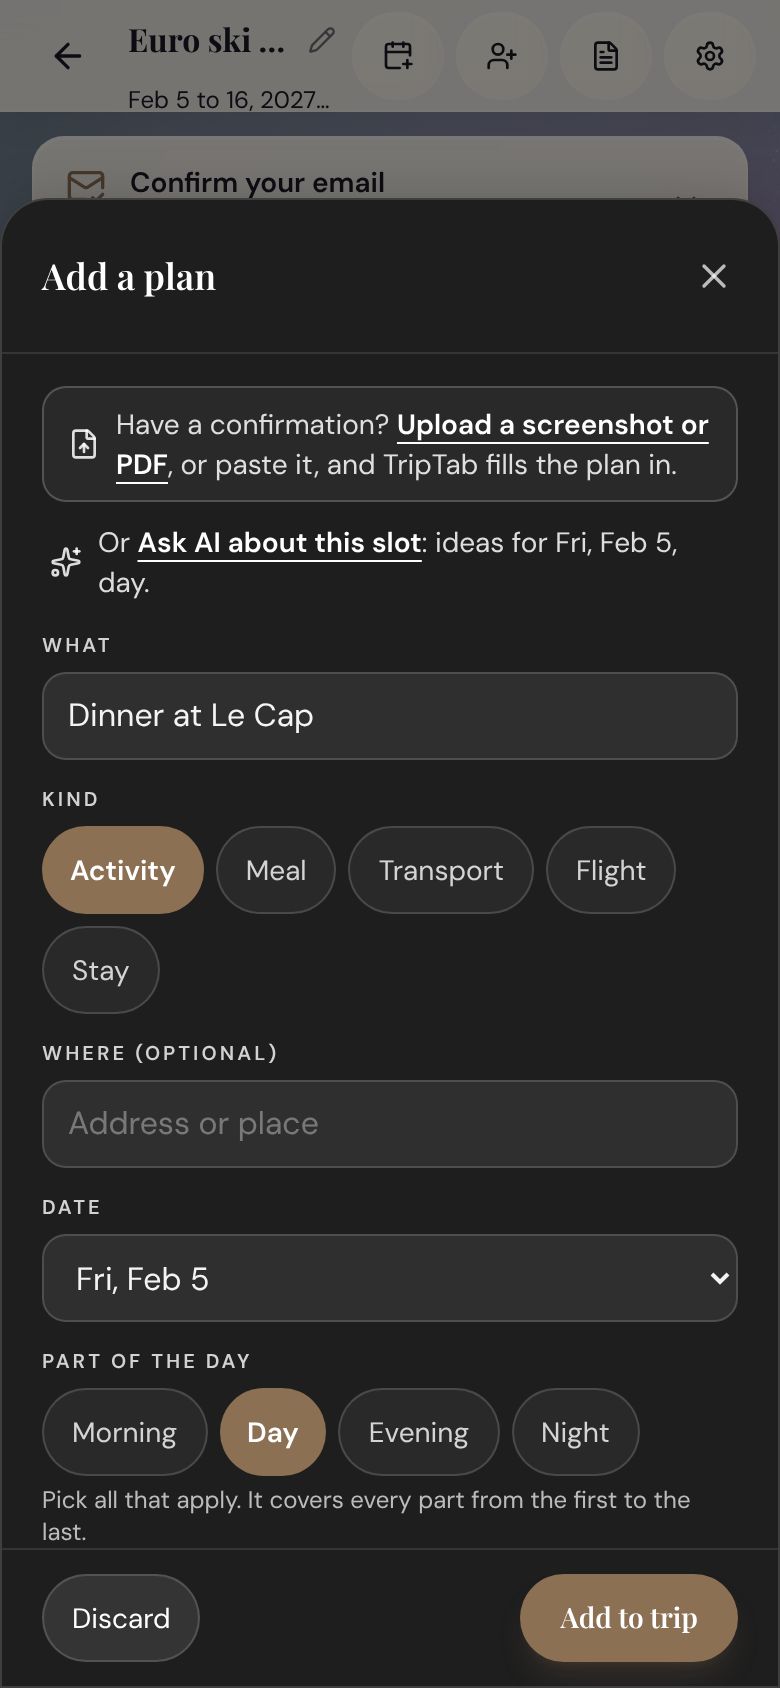 Euro ski ...
Feb 5 to 16, 2027...
Confirm your email
Add a plan
Have a confirmation? Upload a screenshot or
PDF, or paste it, and TripTab fills the plan in.
Or Ask AI about this slot: ideas for Fri, Feb 5,
day.
WHAT
Dinner at Le Cap
KIND
Activity Meal Transport Flight
Stay
WHERE (OPTIONAL)
Address or place
DATE
Fri, Feb 5
PART OF THE DAY
Morning Day Evening Night
Pick all that apply. It covers every part from the first to the
last.
Discard Add to trip